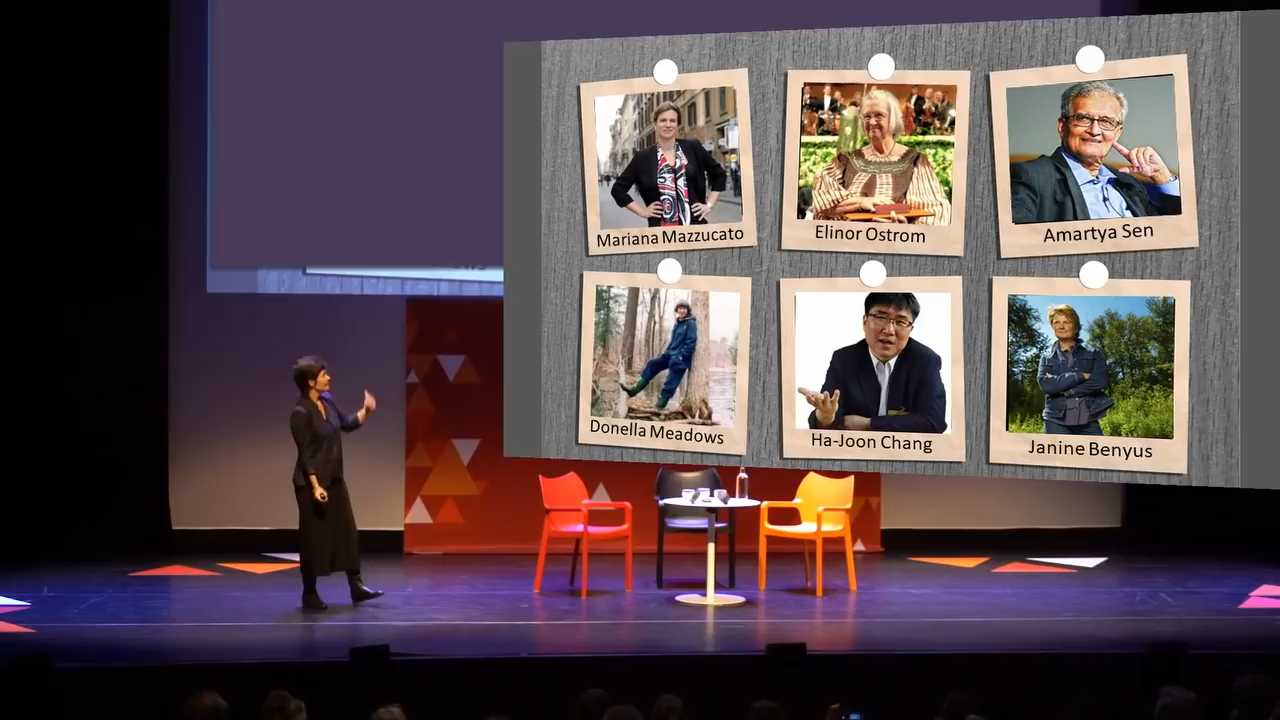 Mariana Mazzucato
Elinor Ostrom
Amartya Sen
Donella Meadows
Ha-Joon Chang
Janine Benyus